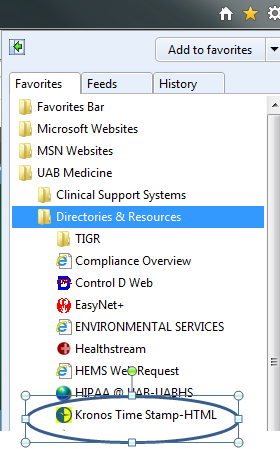 Add to favorites
Favorites
Feeds
History
Favorites Bar
Microsoft Websites
MSN Websites
UAB Medicine
Clinical Support Systems
Directories & Resources
TIGR
Compliance Overview
Control D Web
EasyNet+
ENVIRONMENTAL SERVICES
Healthstream
HEMS Web Request
HIPAA @ UAB-UABHS
Kronos Time Stamp-HTML